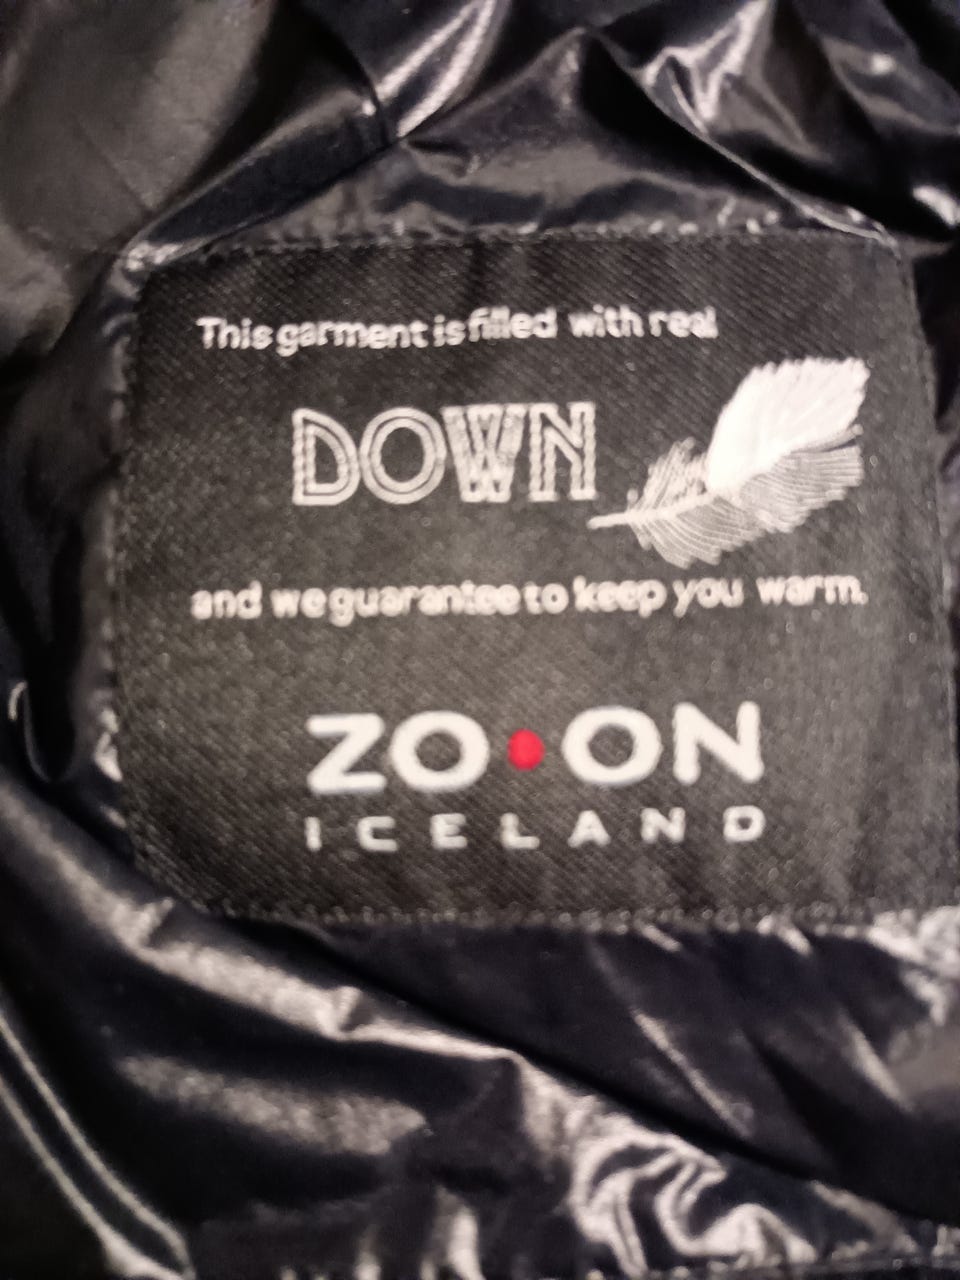 This garment is filled with real
DOWN
and we guarantee to keep you warm.
ZO•ON
ICELAND